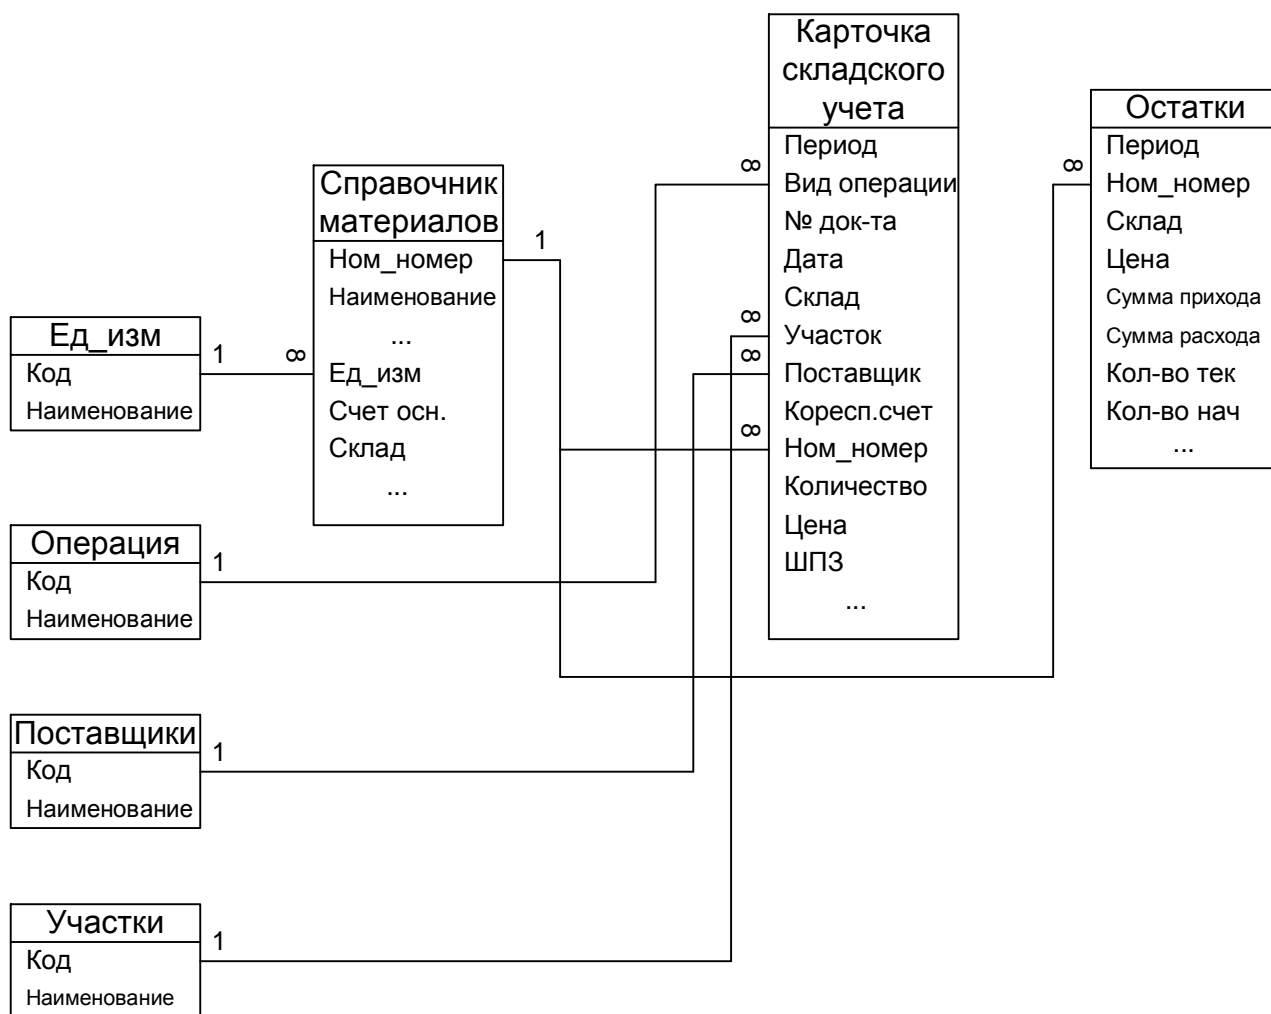 Карточка
складского
учета
Период
Вид операции
№ док-та
Дата
Склад
Участок
Поставщик
Коресп.счет
Ном_номер
Количество
Цена
ШПЗ
...
Остатки
Период
Ном_номер
Склад
Цена
Сумма прихода
Сумма расхода
Кол-во тек
Кол-во нач
...
Справочник
материалов
Ном_номер
Наименование
...
Ед_изм
Счет осн.
Склад
...
Ед_изм
Код
Наименование
Операция
Код
Наименование
Поставщики
Код
Наименование
Участки
Код
Наименование
1
∞
1
∞
∞
1
∞
1
∞
1
∞